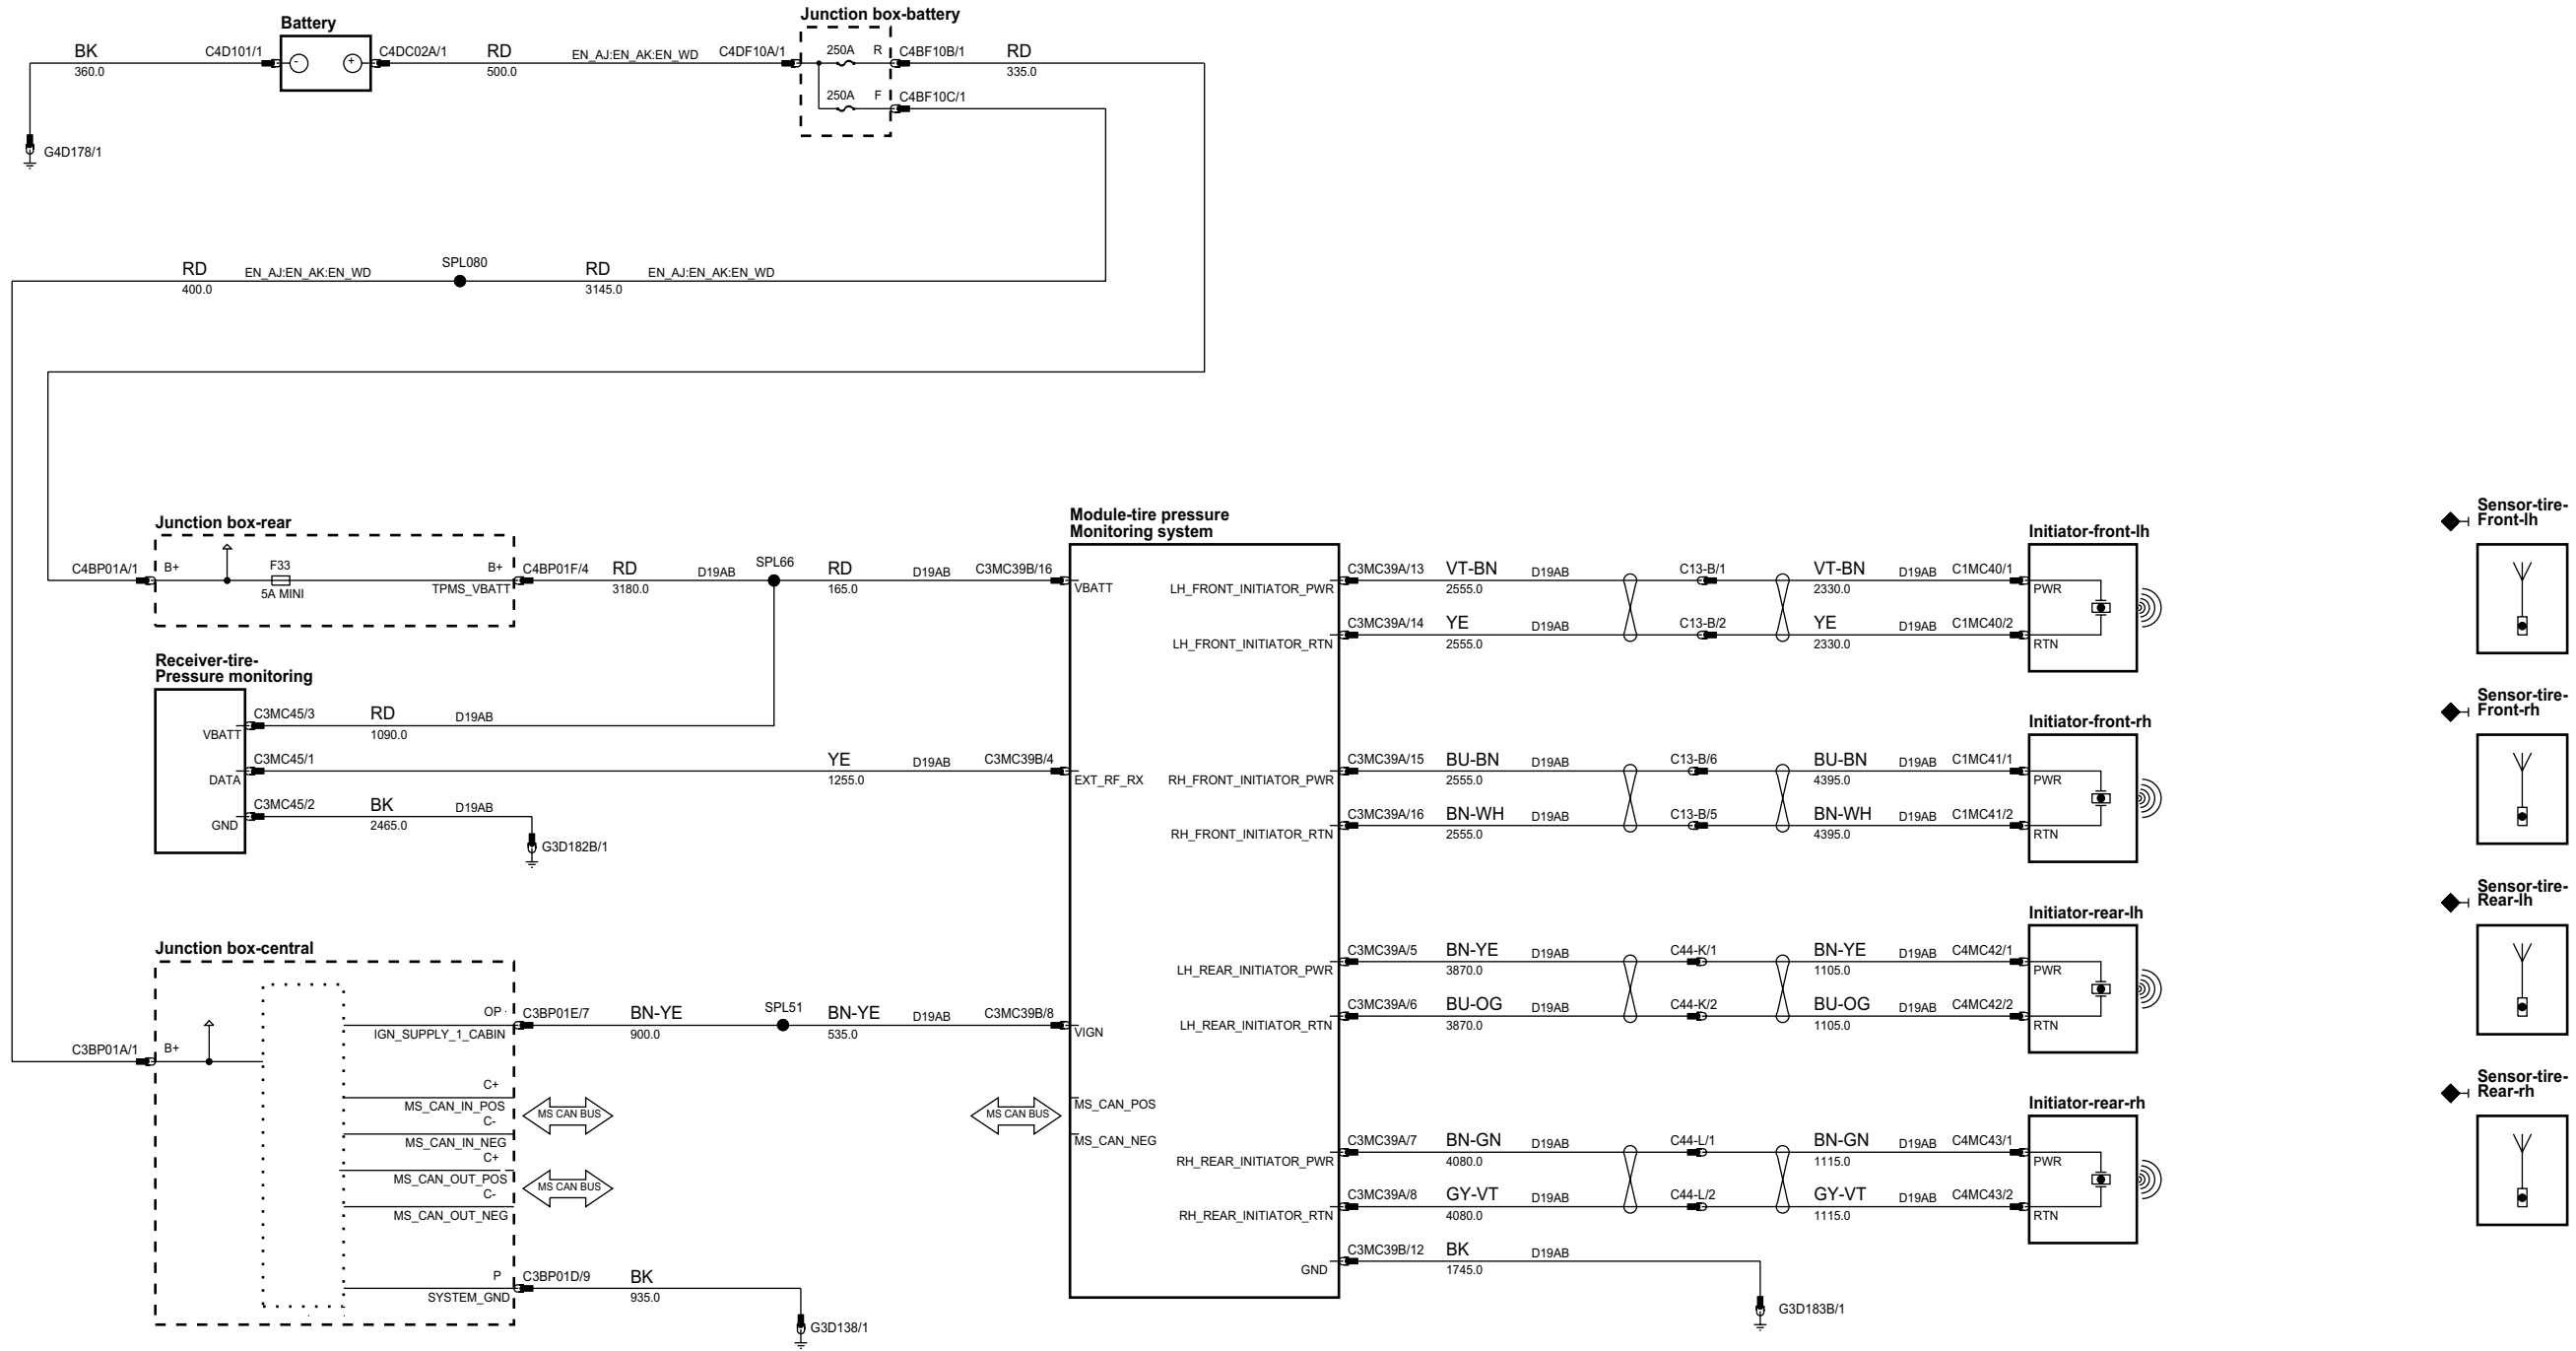 Battery
Junction box-battery
BK
360.0
C4D101/1
-
+
C4DC02A/1
RD
500.0
EN_AJ:EN_AK:EN_WD
C4DF10A/1
250A R
C4BF10B/1
RD
335.0
250A F
C4BF10C/1
G4D178/1
RD
400.0
EN_AJ:EN_AK:EN_WD
SPL080
RD
3145.0
EN_AJ:EN_AK:EN_WD
Junction box-rear
C4BP01A/1
B+
F33
5A MINI
B+
TPMS_VBATT
C4BP01F/4
RD
3180.0
D19AB
SPL66
RD
165.0
D19AB
C3MC39B/16
Receiver-tire-
Pressure monitoring
VBATT
C3MC45/3
RD
1090.0
D19AB
DATA
C3MC45/1
YE
1255.0
D19AB
C3MC39B/4
GND
C3MC45/2
BK
2465.0
D19AB
G3D182B/1
Junction box-central
C3BP01A/1
B+
OP
IGN_SUPPLY_1_CABIN
C3BP01E/7
BN-YE
900.0
SPL51
BN-YE
535.0
D19AB
C3MC39B/8
C+
MS_CAN_IN_POS
C-
MS_CAN_IN_NEG
MS CAN BUS
C+
MS_CAN_OUT_POS
C-
MS_CAN_OUT_NEG
MS CAN BUS
P
SYSTEM_GND
C3BP01D/9
BK
935.0
G3D138/1
MS CAN BUS
Module-tire pressure
Monitoring system
VBATT
EXT_RF_RX
VIGN
MS_CAN_POS
MS_CAN_NEG
LH_FRONT_INITIATOR_PWR
LH_FRONT_INITIATOR_RTN
RH_FRONT_INITIATOR_PWR
RH_FRONT_INITIATOR_RTN
LH_REAR_INITIATOR_PWR
LH_REAR_INITIATOR_RTN
RH_REAR_INITIATOR_PWR
RH_REAR_INITIATOR_RTN
GND
C3MC39A/13
VT-BN
2555.0
D19AB
C13-B/1
VT-BN
2330.0
D19AB
C1MC40/1
C3MC39A/14
YE
2555.0
D19AB
C13-B/2
YE
2330.0
D19AB
C1MC40/2
Initiator-front-lh
PWR
RTN
C3MC39A/15
BU-BN
2555.0
D19AB
C13-B/6
BU-BN
4395.0
D19AB
C1MC41/1
C3MC39A/16
BN-WH
2555.0
D19AB
C13-B/5
BN-WH
4395.0
D19AB
C1MC41/2
Initiator-front-rh
PWR
RTN
C3MC39A/5
BN-YE
3870.0
D19AB
C44-K/1
BN-YE
1105.0
D19AB
C4MC42/1
C3MC39A/6
BU-OG
3870.0
D19AB
C44-K/2
BU-OG
1105.0
D19AB
C4MC42/2
Initiator-rear-lh
PWR
RTN
C3MC39A/7
BN-GN
4080.0
D19AB
C44-L/1
BN-GN
1115.0
D19AB
C4MC43/1
C3MC39A/8
GY-VT
4080.0
D19AB
C44-L/2
GY-VT
1115.0
D19AB
C4MC43/2
Initiator-rear-rh
PWR
RTN
C3MC39B/12
BK
1745.0
D19AB
G3D183B/1
Sensor-tire-
Front-lh
Sensor-tire-
Front-rh
Sensor-tire-
Rear-lh
Sensor-tire-
Rear-rh